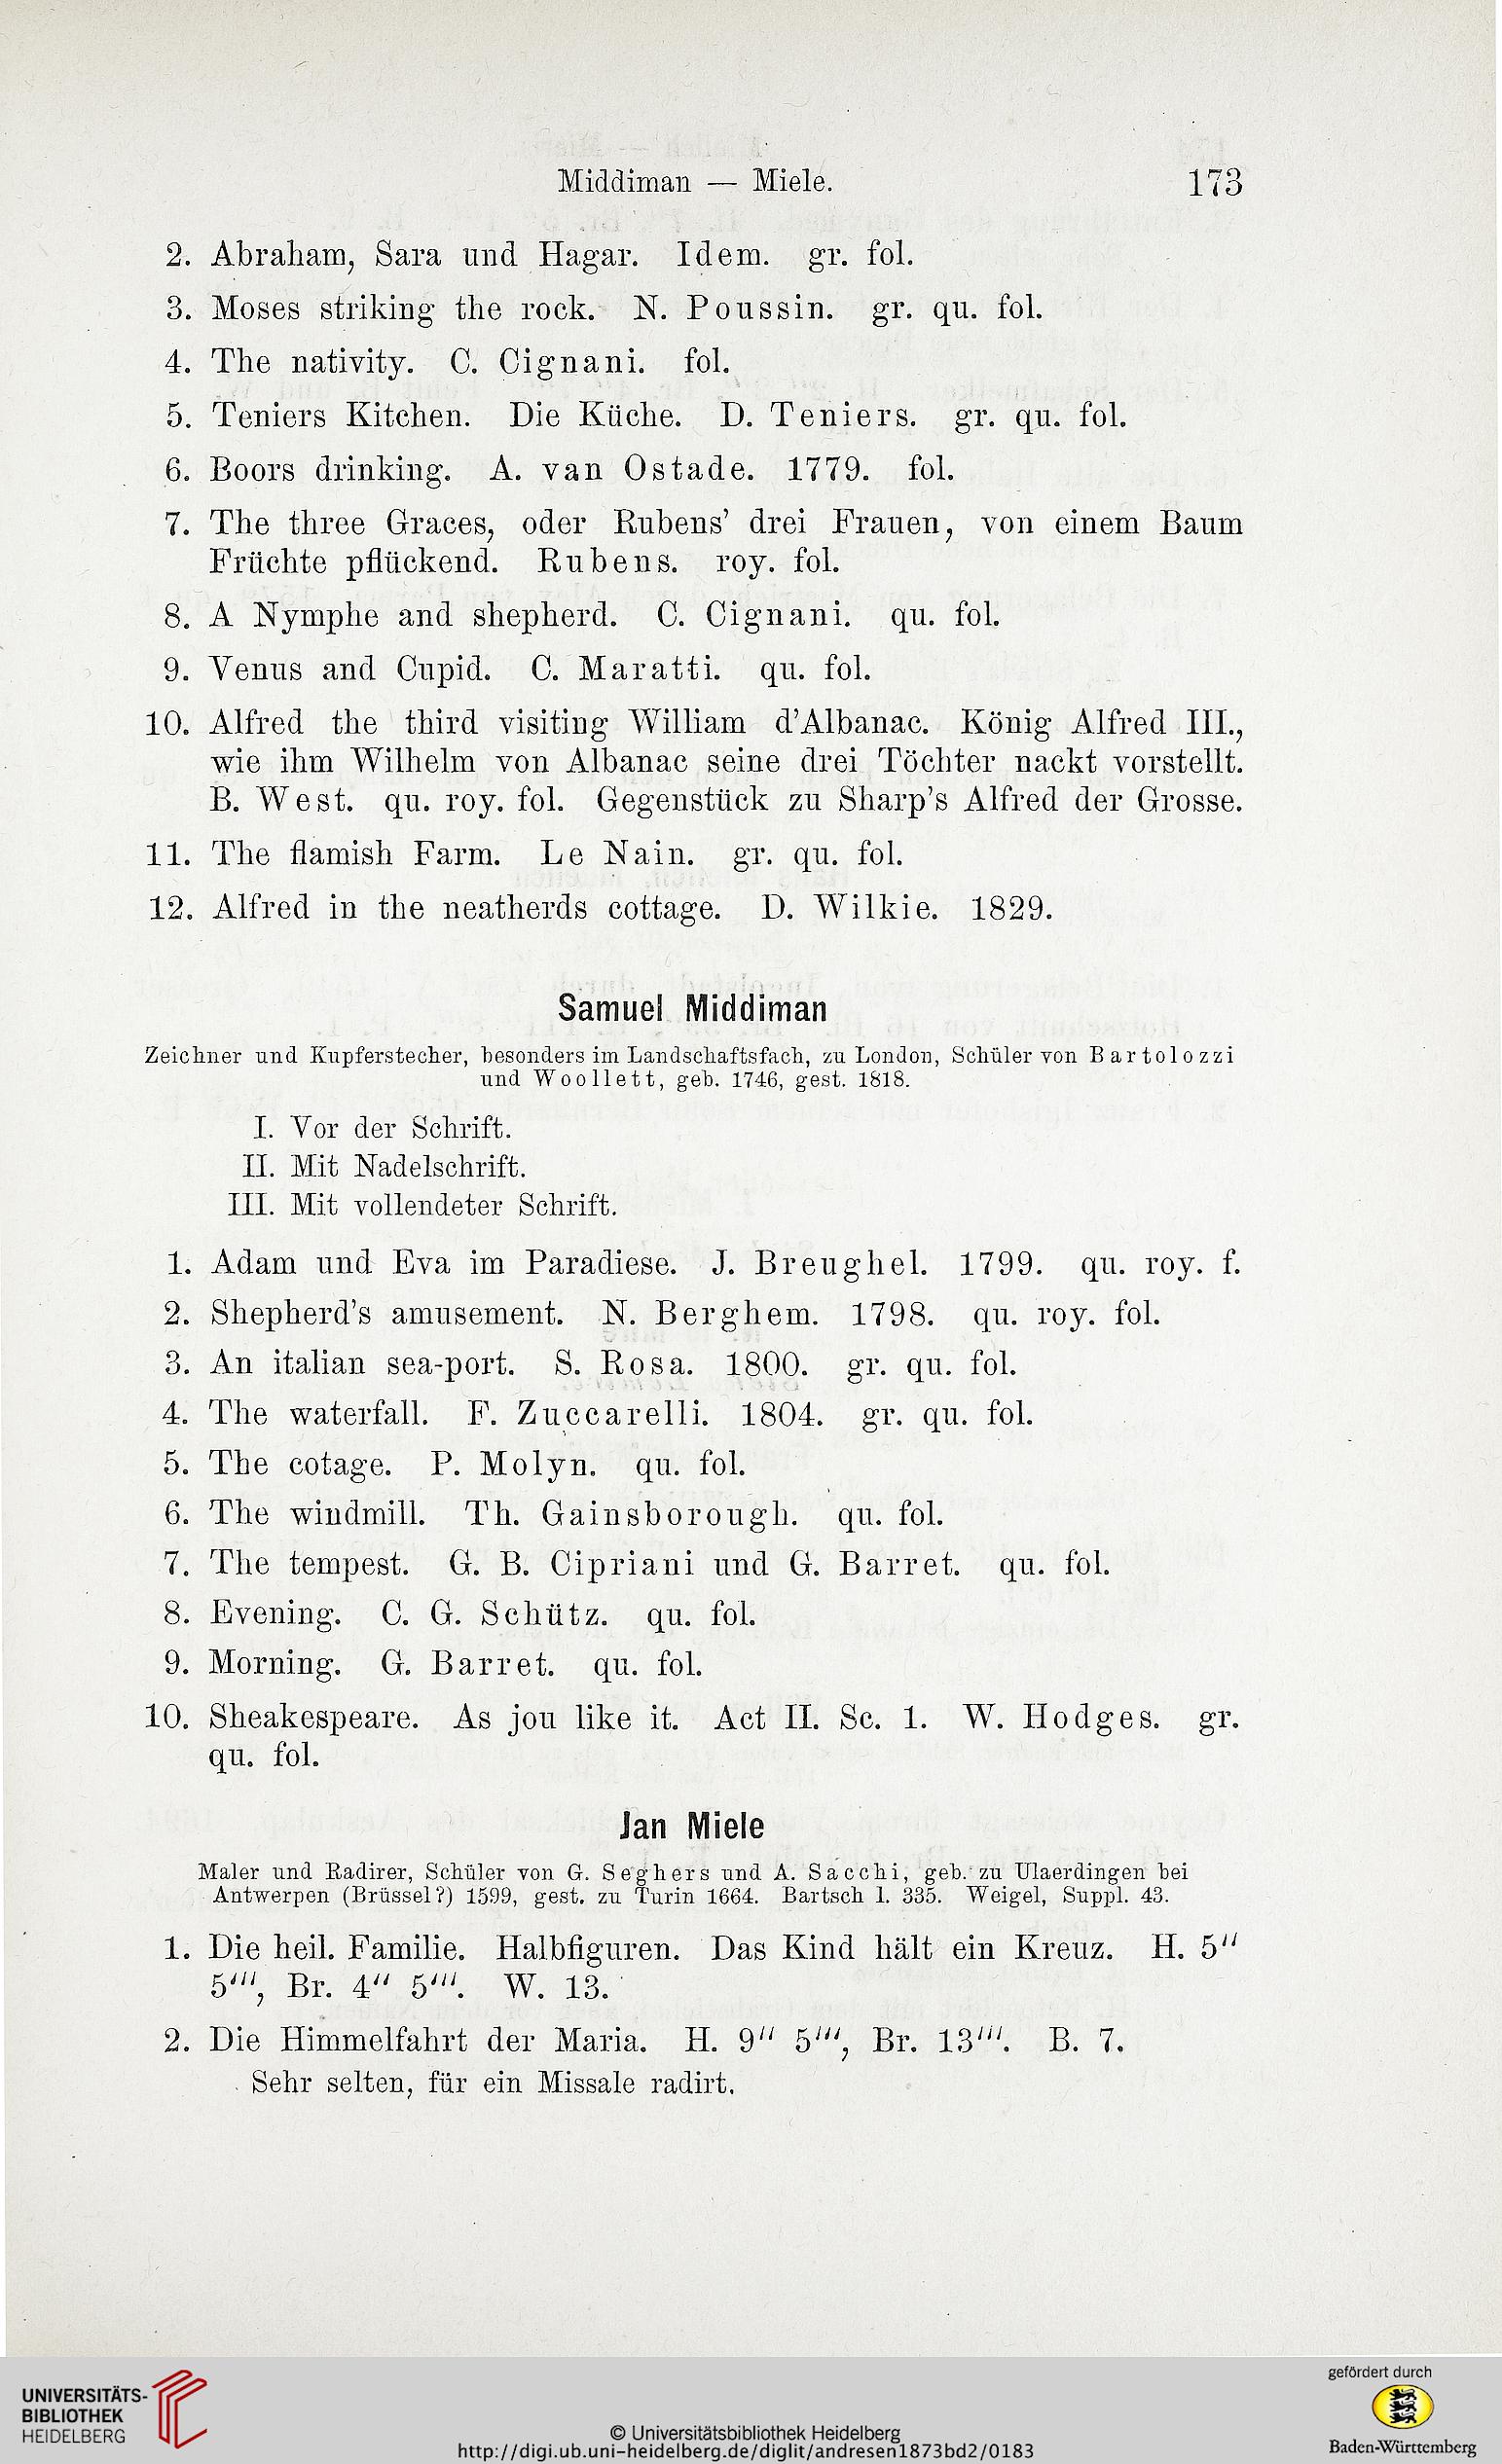 Middiman — Miele. 173
2. Abraham, Sara und Hagar. Idem. gr. fol.
3. Moses striking the rock. N. Poussin. gr. qu. fol.
4. The nativity. C. Cignani. fol.
5. Teniers Kitchen. Die Küche. D. Teniers. gr. qu. fol.
6. Boors drinking. A. van Ostade. 1779. fol.
7. The three Graces, oder Rubens' drei Frauen, von einem Baum
Früchte pflückend. Rubens. roy. fol.
8. A Nymphe and shepherd. C. Cignani. qu. fol.
9. Venus and Cupid. C. Maratti. qu. fol.
10. Alfred the third visiting William d'Albanac. König Alfred III.,
wie ihm Wilhelm von Albanac seine drei Töchter nackt vorstellt.
B. West. qu. roy. fol. Gegenstück zu Sharp's Alfred der Grosse.
11. The flamish Farm. Le Nain. gr. qu. fol.
12. Alfred in the neatherds cottage. D. Wilkie. 1829.
Samuel Middiman
Zeichner und Kupferstecher, besonders im Landschaftsfach, zu London, Schüler von Bartolozzi
und Woollett, geb. 1746, gest. 1818.
I. Vor der Schrift.
II. Mit Nadelschrift.
III. Mit vollendeter Schrift.
1. Adam und Eva im Paradiese. J. Breughel. 1799. qu. roy. f.
2. Shepherd's amusement. N. Berghem. 1798. qu. roy. fol.
3. An italian sea-port. S. Rosa. 1800. gr. qu. fol.
4. The waterfall. F. Zuccarelli. 1804. gr. qu. fol.
5. The cotage. P. Molyn. qu. fol.
6. The windmill. Th. Gainsborough. qu. fol.
7. The tempest. G. B. Cipriani und G. Barret. qu. fol.
8. Evening. C. G. Schütz. qu. fol.
9. Morning. G. Barret. qu. fol.
10. Sheakespeare. As jou like it. Act II. Sc. 1. W. Hodges. gr.
qu. fol.
Jan Miele
Maler und Radirer, Schüler von G. Seghers und A. Sacchi, geb. zu Ulaerdingen bei
Antwerpen (Brüssel?) 1599, gest. zu Turin 1664. Bartsch I. 335. Weigel, Suppl. 43.
1. Die heil. Familie. Halbfiguren. Das Kind hält ein Kreuz. H. 5"
5''', Br. 4" 5'''. W. 13.
2. Die Himmelfahrt der Maria. H. 9" 5''', Br. 13'''. B. 7.
Sehr selten, für ein Missale radirt.
UNIVERSITÄTS-
BIBLIOTHEK
HEIDELBERG
© Universitätsbibliothek Heidelberg
http://digi.ub.uni-heidelberg.de/diglit/andresen1873bd2/0183
gefördert durch
Baden-Württemberg